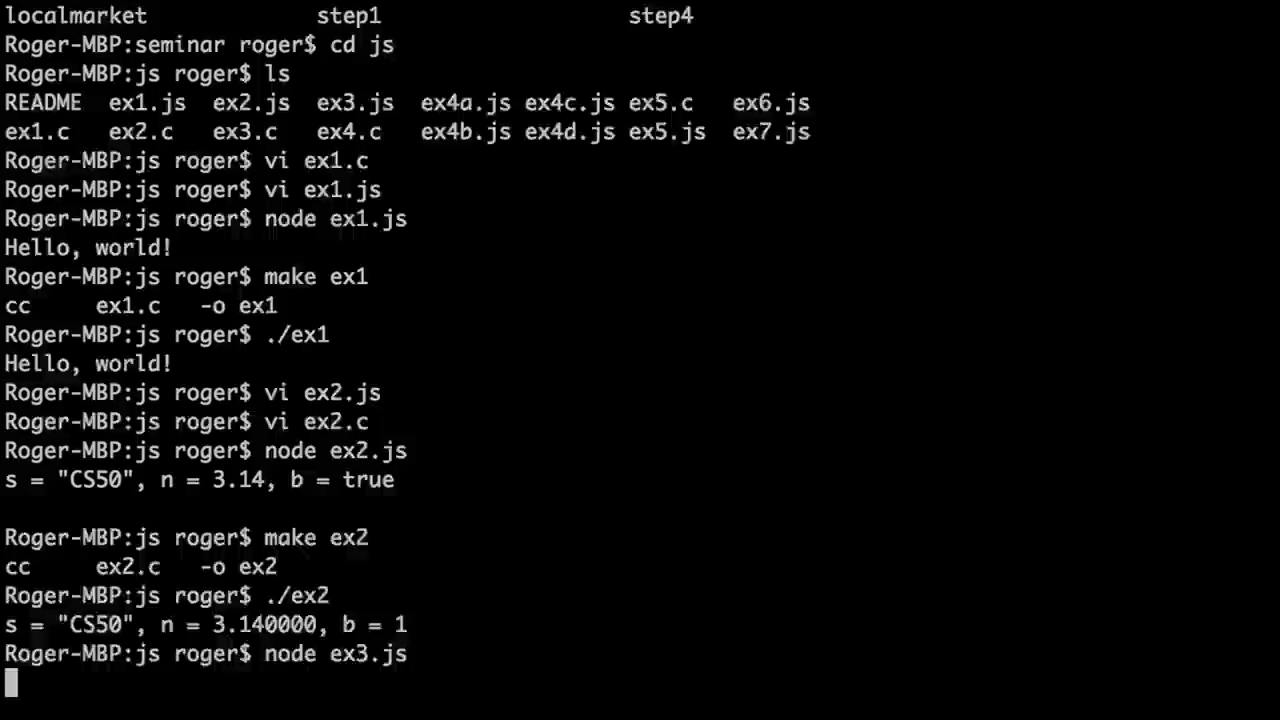 localmarket step1 step4
Roger-MBP:seminar roger$ cd js
Roger-MBP:js roger$ ls
README ex1.js ex2.js ex3.js ex4a.js ex4c.js ex5.c ex6.js
ex1.c ex2.c ex3.c ex4.c ex4b.js ex4d.js ex5.js ex7.js
Roger-MBP:js roger$ vi ex1.c
Roger-MBP:js roger$ vi ex1.js
Roger-MBP:js roger$ node ex1.js
Hello, world!
Roger-MBP:js roger$ make ex1
cc ex1.c -o ex1
Roger-MBP:js roger$ ./ex1
Hello, world!
Roger-MBP:js roger$ vi ex2.js
Roger-MBP:js roger$ vi ex2.c
Roger-MBP:js roger$ node ex2.js
s = "CS50", n = 3.14, b = true
Roger-MBP:js roger$ make ex2
cc ex2.c -o ex2
Roger-MBP:js roger$ ./ex2
s = "CS50", n = 3.140000, b = 1
Roger-MBP:js roger$ node ex3.js